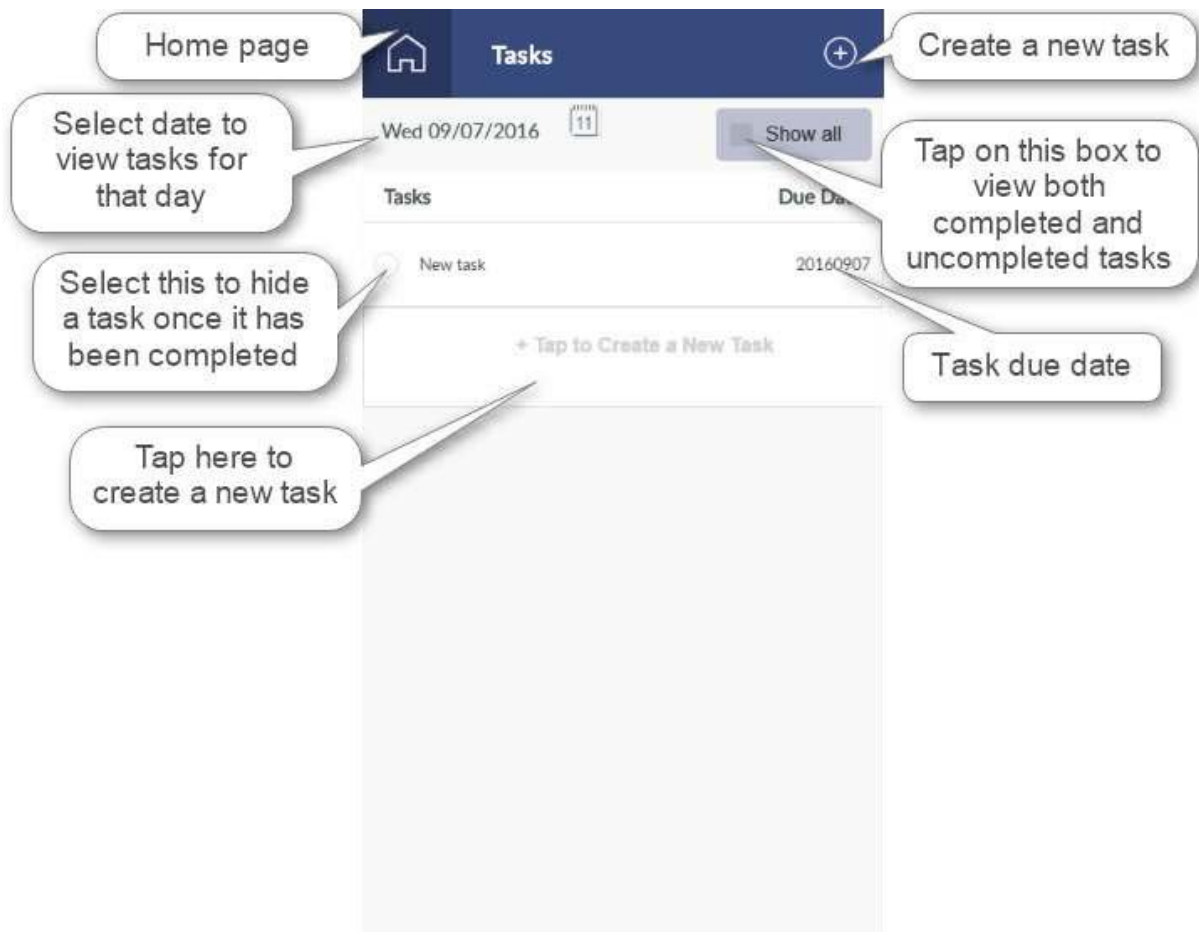 Home page
Tasks
Create a new task
Select date to
view tasks for
that day
Wed 09/07/2016
11
Show all
Tap on this box to
view both
completed and
uncompleted tasks
Tasks
Due
Select this to hide
a task once it has
been completed
New task
20160907
+ Tap to Create a New Task
Task due date
Tap here to
create a new task